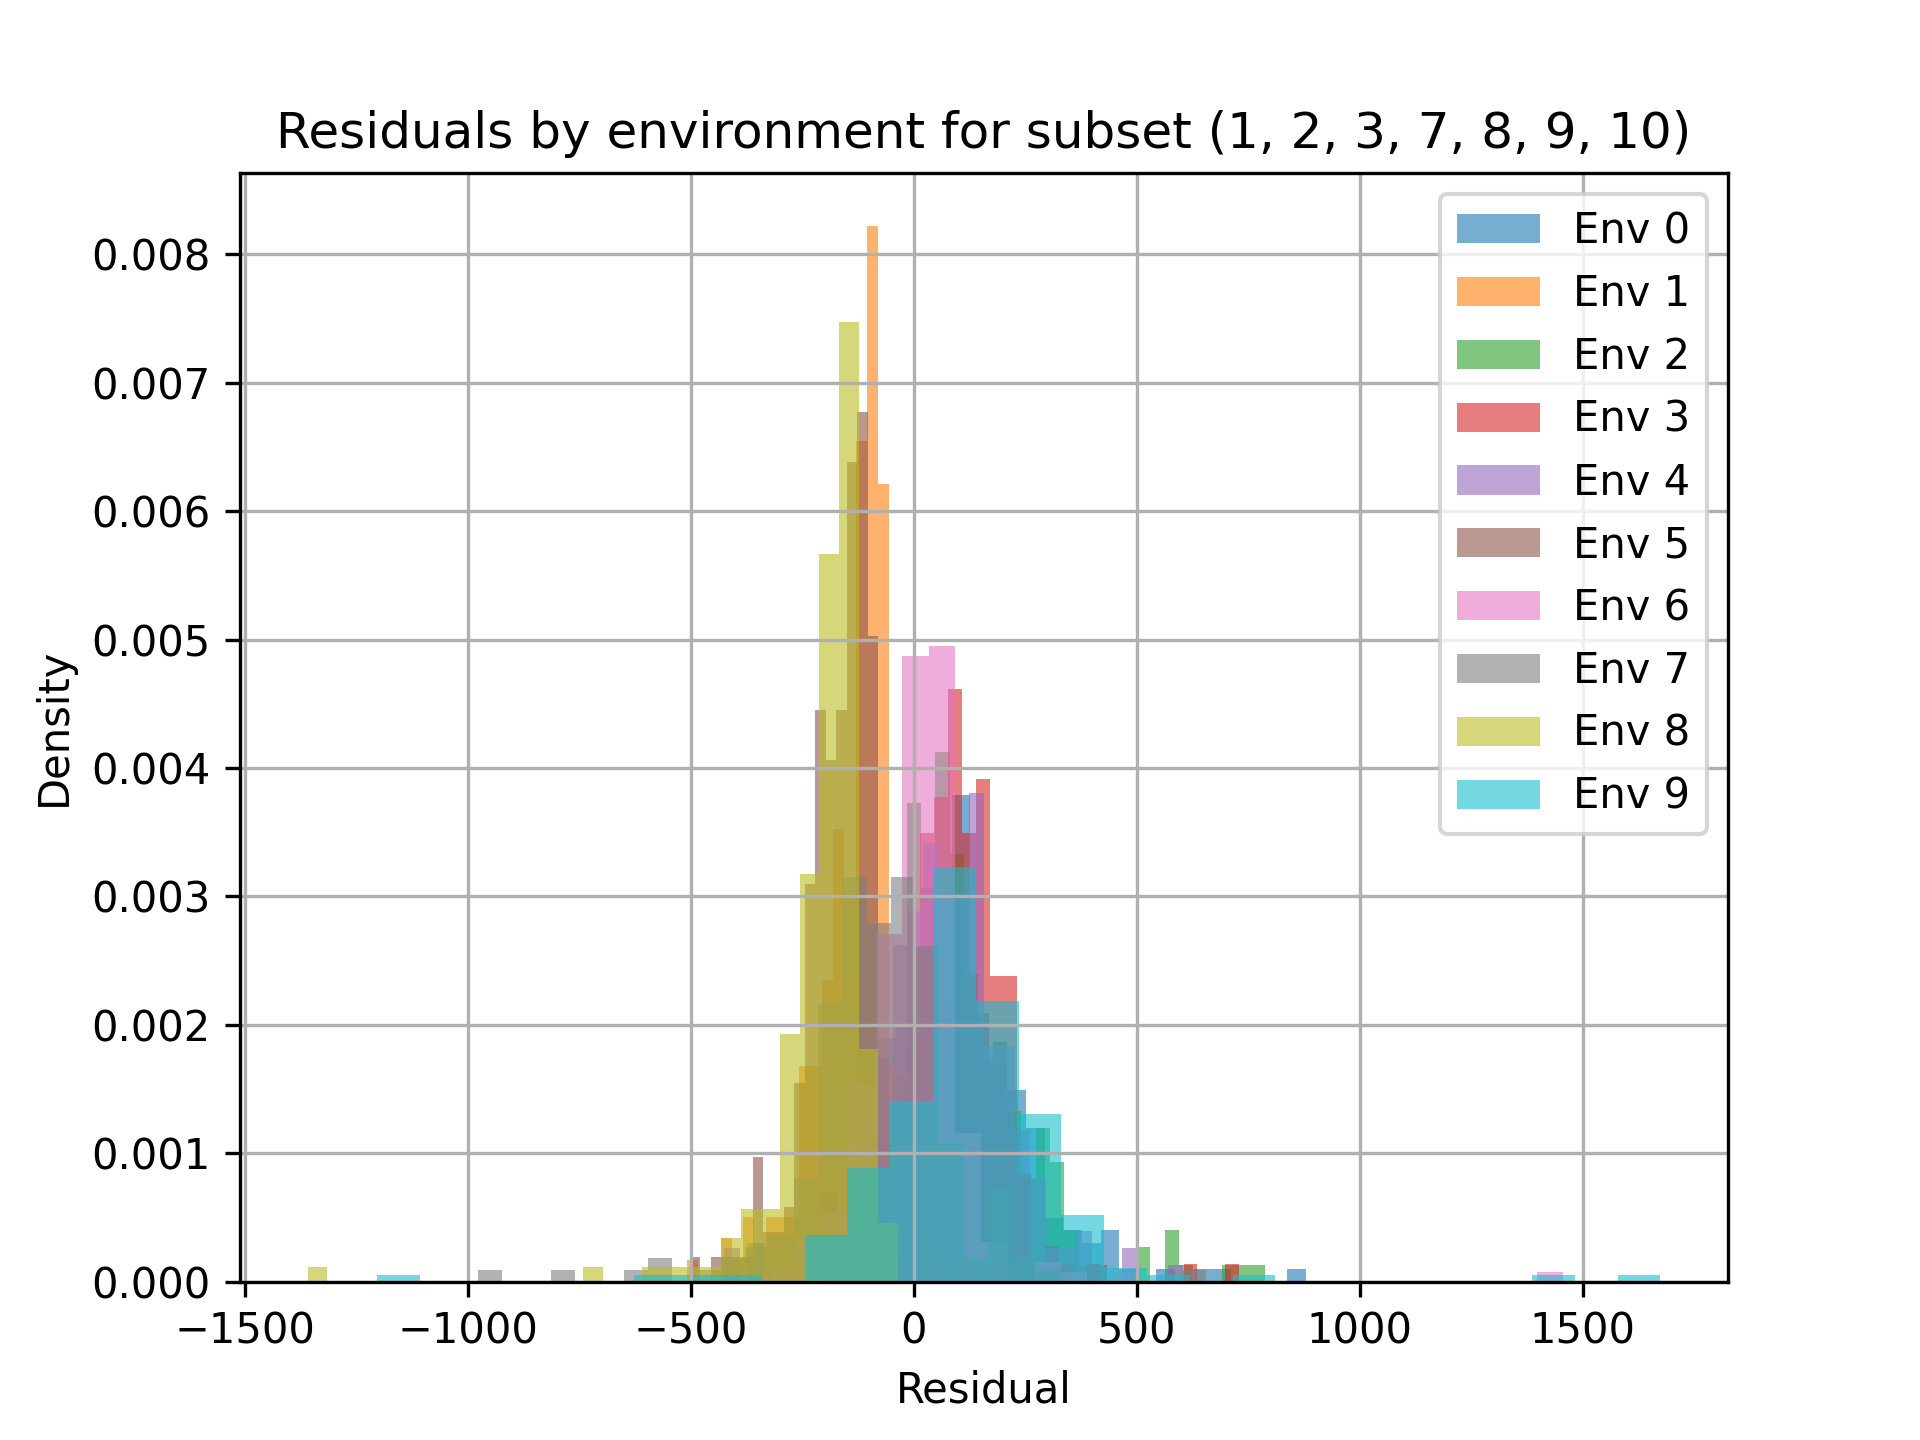 Residuals by environment for subset (1, 2, 3, 7, 8, 9, 10)
Env 0
Env 1
Env 2
Env 3
Env 4
Env 5
Env 6
Env 7
Env 8
Env 9
Density
0.008
0.007
0.006
0.005
0.004
0.003
0.002
0.001
0.000
−1500 −1000 −500 0 500 1000 1500
Residual